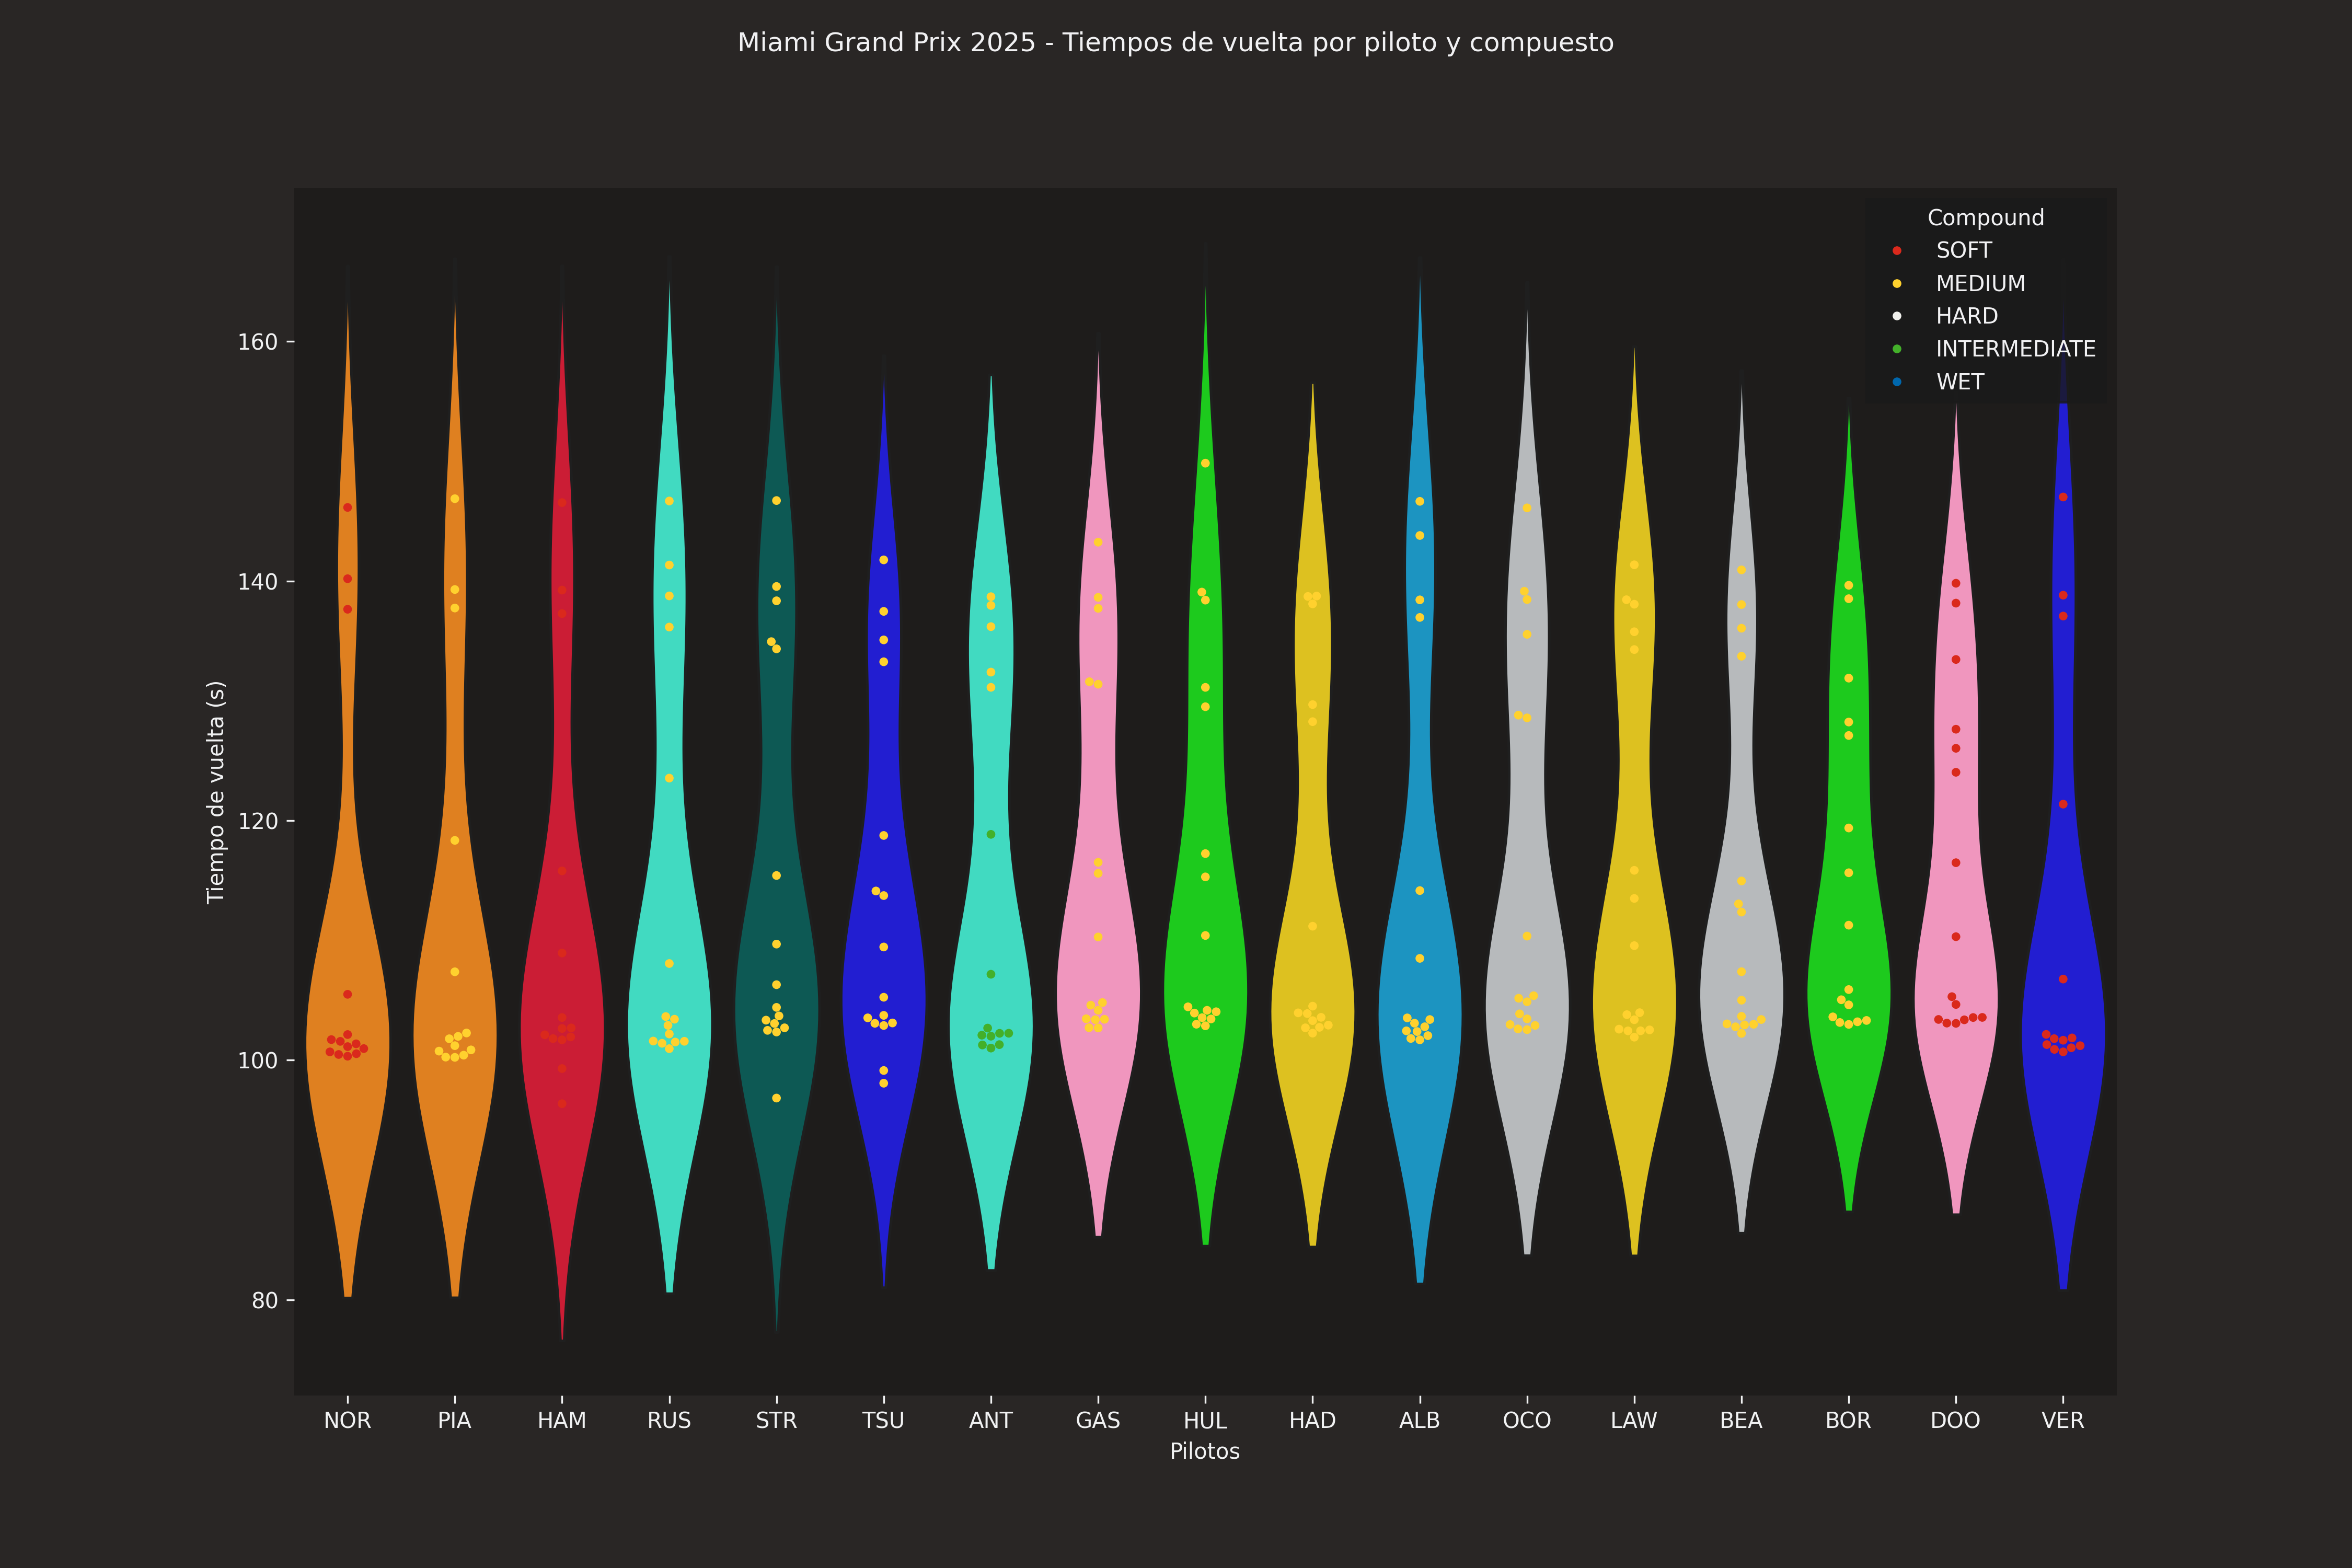 Miami Grand Prix 2025 - Tiempos de vuelta por piloto y compuesto
Compound
SOFT
MEDIUM
HARD
INTERMEDIATE
WET
160
140
120
100
80
Tiempo de vuelta (s)
NOR PIA HAM RUS STR TSU ANT GAS HUL HAD ALB OCO LAW BEA BOR DOO VER
Pilotos